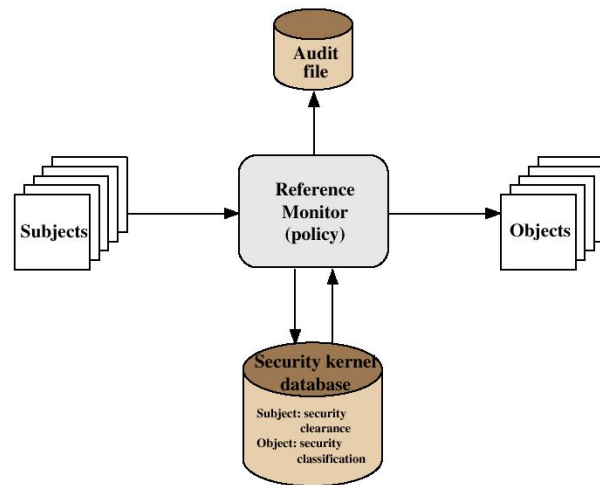 Audit
file
Subjects
Reference
Monitor
(policy)
Objects
Security kernel
database
Subject: security
clearance
Object: security
classification